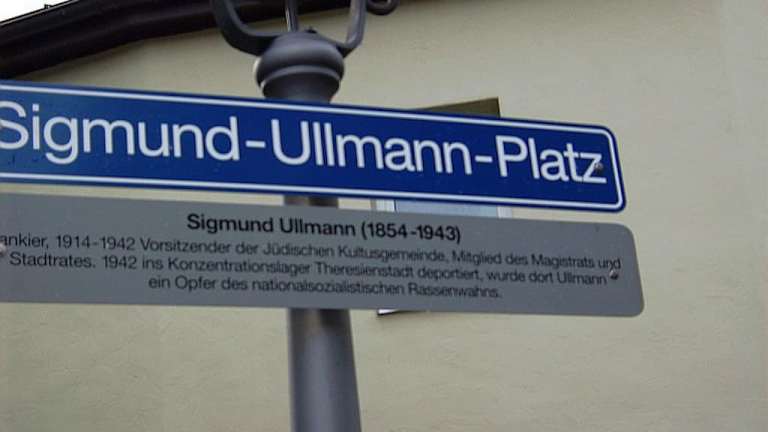 Sigmund-Ullmann-Platz
Sigmund Ullmann (1854-1943)
ankier, 1914-1942 Vorsitzender der Jüdischen Kultusgemeinde, Mitglied des Magistrats und
Stadtrates. 1942 ins Konzentrationslager Theresienstadt deportiert, wurde dort Ullmann
ein Opfer des nationalsozialistischen Rassenwahns.